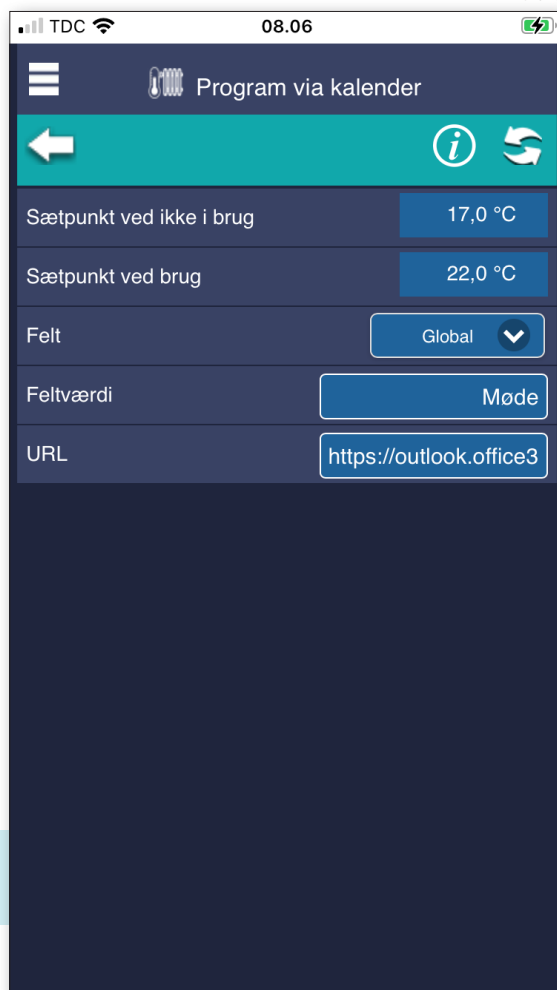 TDC 08.06
Program via kalender
i
Sætpunkt ved ikke i brug 17,0 °C
Sætpunkt ved brug 22,0 °C
Felt Global
Feltværdi Møde
URL https://outlook.office3